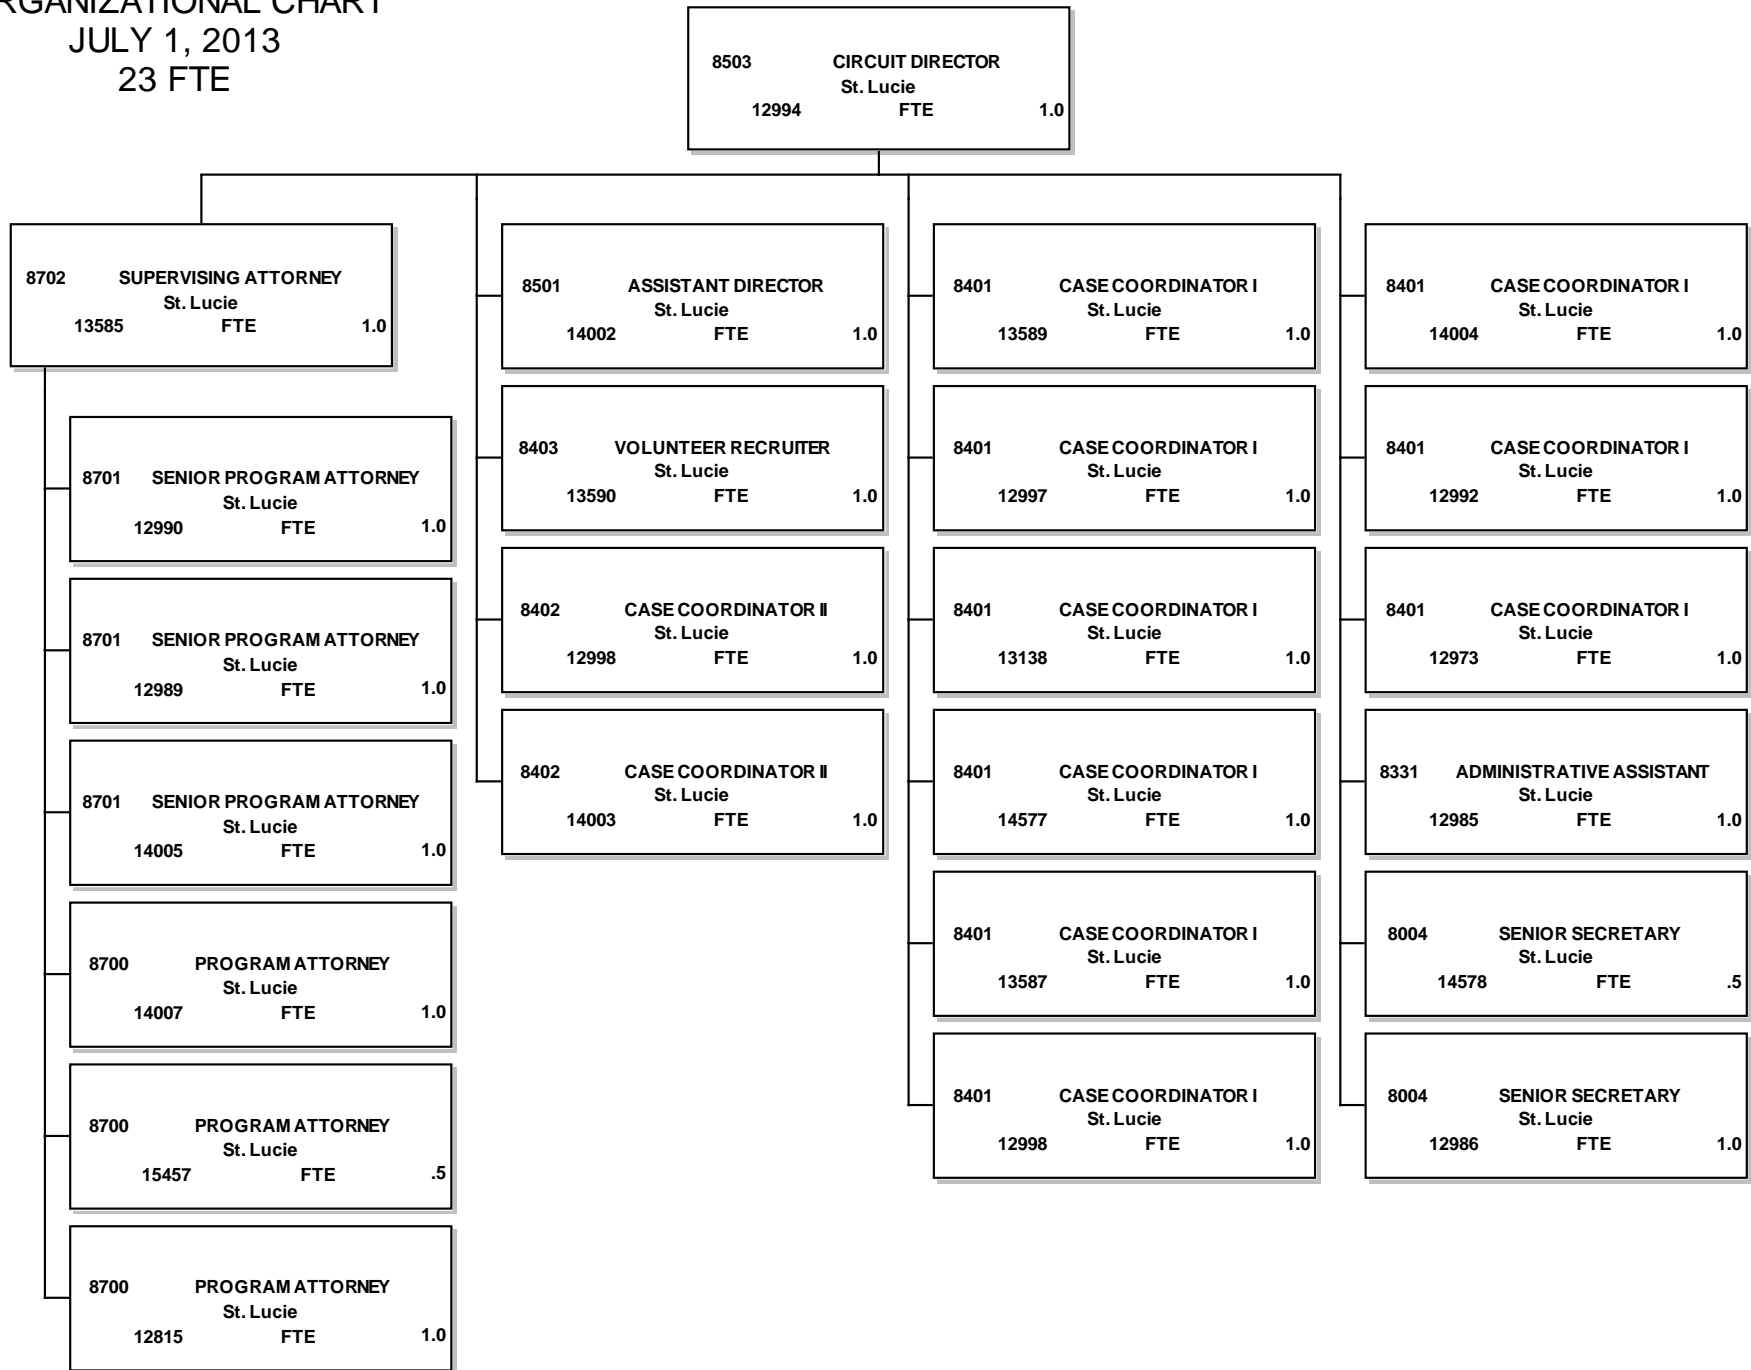 RGANIZATIONAL CHART
JULY 1, 2013
23 FTE
8503 CIRCUIT DIRECTOR
St. Lucie
12994 FTE 1.0
8702 SUPERVISING ATTORNEY
St. Lucie
13585 FTE 1.0
8701 SENIOR PROGRAM ATTORNEY
St. Lucie
12990 FTE 1.0
8701 SENIOR PROGRAM ATTORNEY
St. Lucie
12989 FTE 1.0
8701 SENIOR PROGRAM ATTORNEY
St. Lucie
14005 FTE 1.0
8700 PROGRAM ATTORNEY
St. Lucie
14007 FTE 1.0
8700 PROGRAM ATTORNEY
St. Lucie
15457 FTE .5
8700 PROGRAM ATTORNEY
St. Lucie
12815 FTE 1.0
8501 ASSISTANT DIRECTOR
St. Lucie
14002 FTE 1.0
8403 VOLUNTEER RECRUITER
St. Lucie
13590 FTE 1.0
8402 CASE COORDINATOR II
St. Lucie
12998 FTE 1.0
8402 CASE COORDINATOR II
St. Lucie
14003 FTE 1.0
8401 CASE COORDINATOR I
St. Lucie
13589 FTE 1.0
8401 CASE COORDINATOR I
St. Lucie
12997 FTE 1.0
8401 CASE COORDINATOR I
St. Lucie
13138 FTE 1.0
8401 CASE COORDINATOR I
St. Lucie
14577 FTE 1.0
8401 CASE COORDINATOR I
St. Lucie
13587 FTE 1.0
8401 CASE COORDINATOR I
St. Lucie
12998 FTE 1.0
8401 CASE COORDINATOR I
St. Lucie
14004 FTE 1.0
8401 CASE COORDINATOR I
St. Lucie
12992 FTE 1.0
8401 CASE COORDINATOR I
St. Lucie
12973 FTE 1.0
8331 ADMINISTRATIVE ASSISTANT
St. Lucie
12985 FTE 1.0
8004 SENIOR SECRETARY
St. Lucie
14578 FTE .5
8004 SENIOR SECRETARY
St. Lucie
12986 FTE 1.0